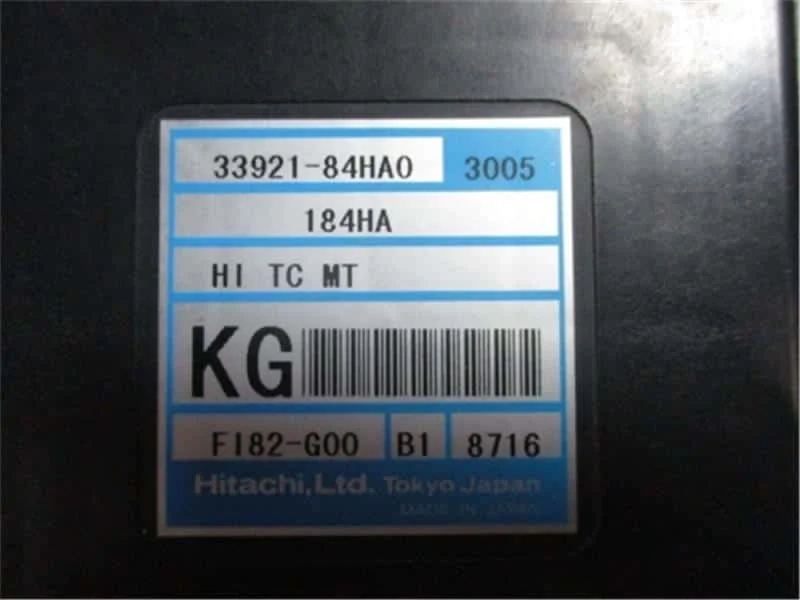 33921-84HA0 3005
184HA
HI TC MT
KG
FI82-G00 B1 8716
Hitachi,Ltd. Tokyo Japan
MADE IN JAPAN